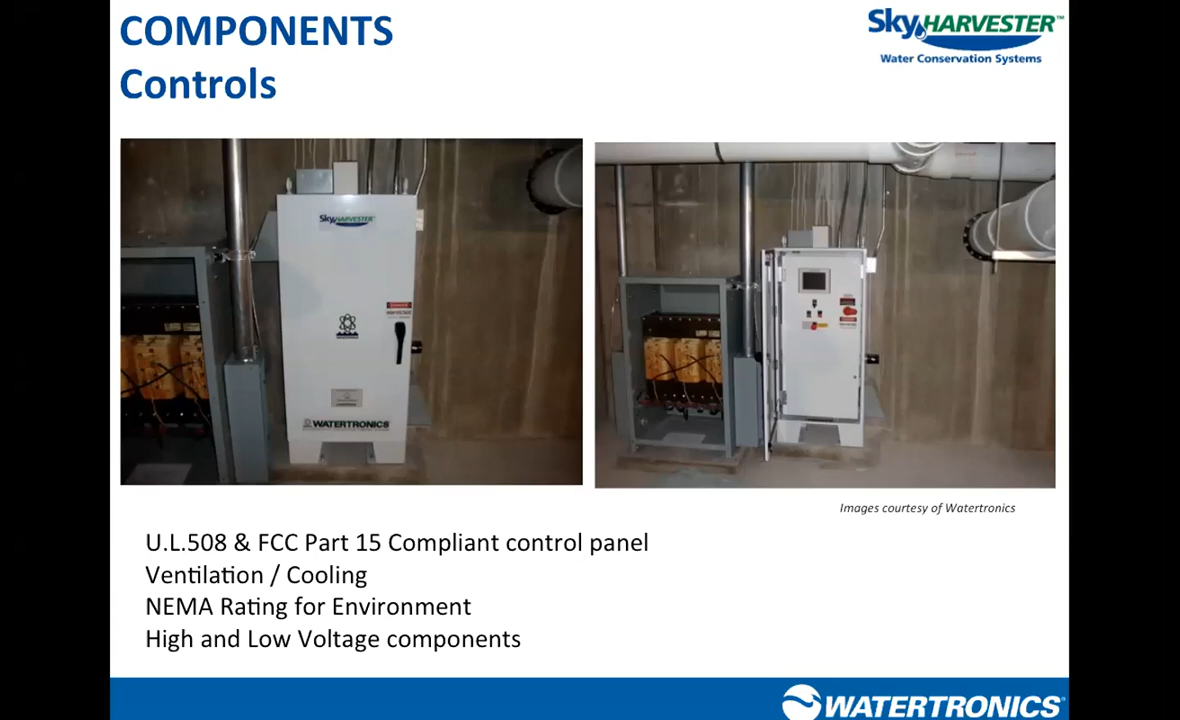 COMPONENTS
Controls
SkyHARVESTER™
Water Conservation Systems
SkyHARVESTER
WATERTRONICS
Images courtesy of Watertronics
U.L.508 & FCC Part 15 Compliant control panel
Ventilation / Cooling
NEMA Rating for Environment
High and Low Voltage components
WATERTRONICS®